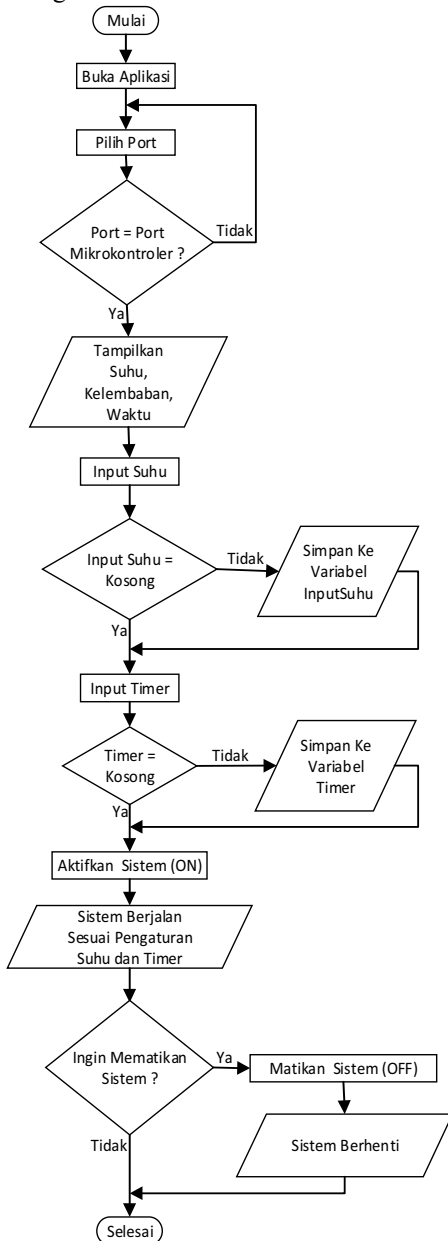 Mulai
Buka Aplikasi
Pilih Port
Port = Port
Mikrokontroler ?
Tidak
Ya
Tampilkan
Suhu,
Kelembaban,
Waktu
Input Suhu
Input Suhu =
Kosong
Tidak
Simpan Ke
Variabel
InputSuhu
Ya
Input Timer
Timer =
Kosong
Tidak
Simpan Ke
Variabel
Timer
Ya
Aktifkan Sistem (ON)
Sistem Berjalan
Sesuai Pengaturan
Suhu dan Timer
Ingin Mematikan
Sistem ?
Ya
Matikan Sistem (OFF)
Sistem Berhenti
Tidak
Selesai